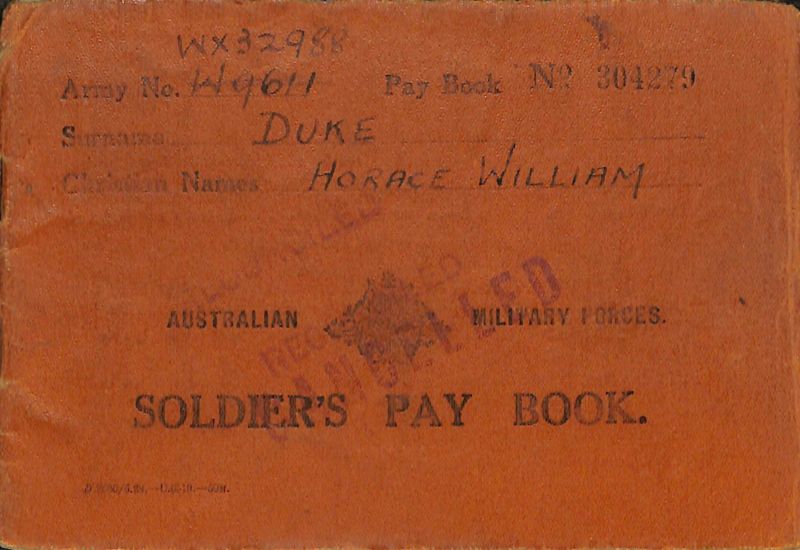 WX32988
Army No. W9611 Pay Book Nº 304279
Surname DUKE
Christian Names HORACE WILLIAM
AUSTRALIAN MILITARY FORCES.
CANCELLED
SOLDIER'S PAY BOOK.